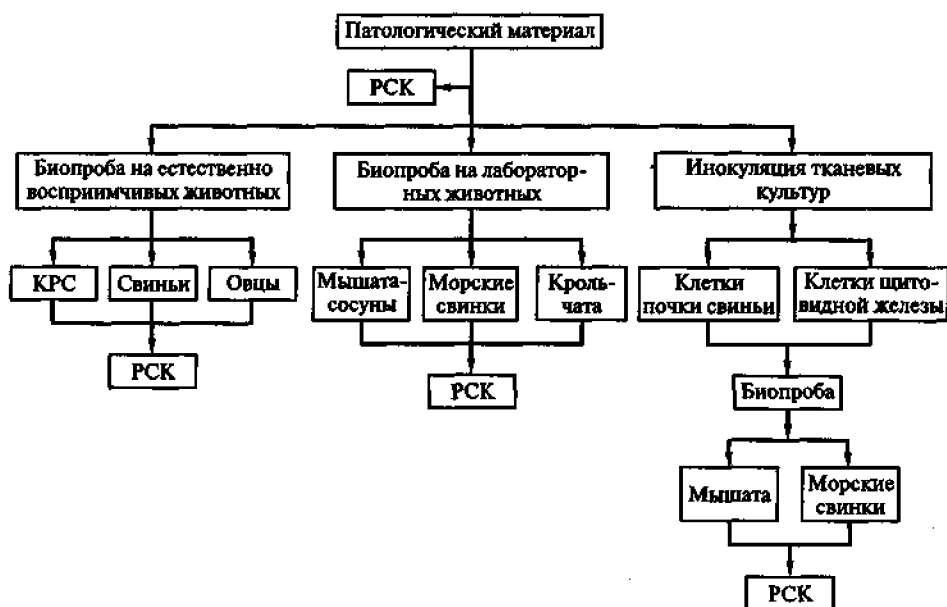 Патологический материал
РСК
Биопроба на естественно
восприимчивых животных
Биопроба на лаборатор-
ных животных
Инокуляция тканевых
культур
КРС
Свиньи
Овцы
Мышата-
сосуны
Морские
свинки
Кроль-
чата
Клетки
почки свиньи
Клетки щито-
видной железы
РСК
РСК
Биопроба
Мышата
Морские
свинки
РСК